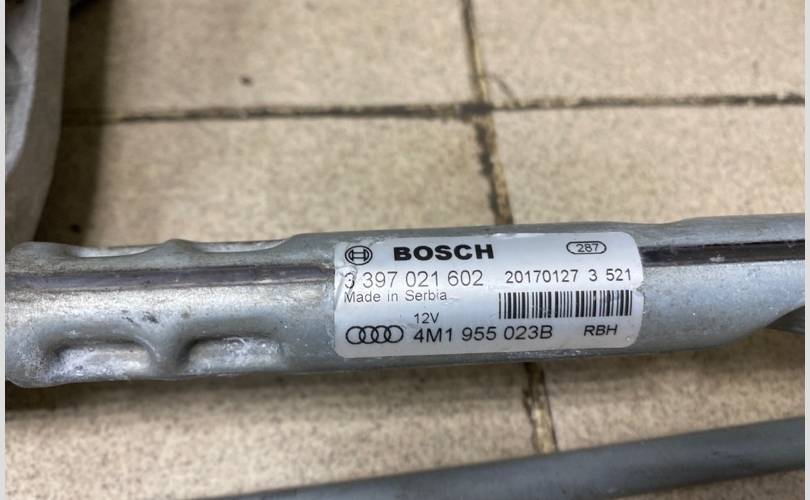 BOSCH 287
3 397 021 602 20170127 3 521
Made in Serbia
12V
4M1 955 023B RBH